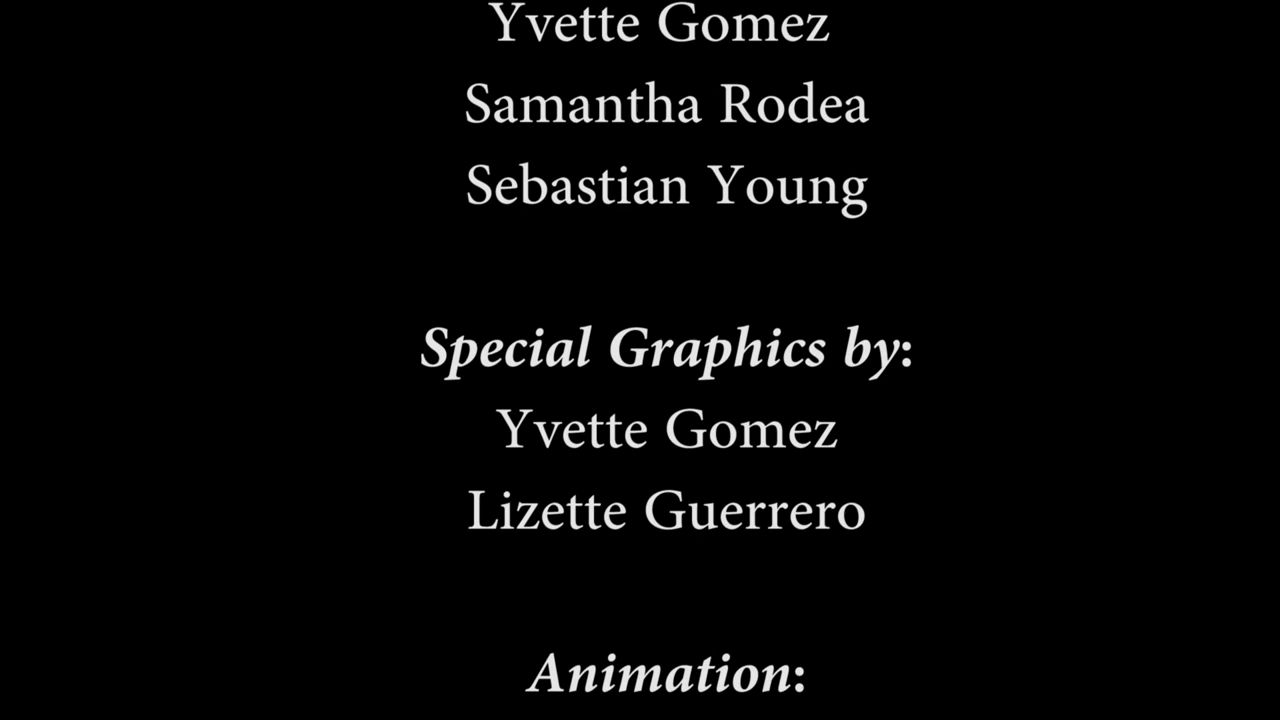 Yvette Gomez
Samantha Rodea
Sebastian Young
Special Graphics by:
Yvette Gomez
Lizette Guerrero
Animation: